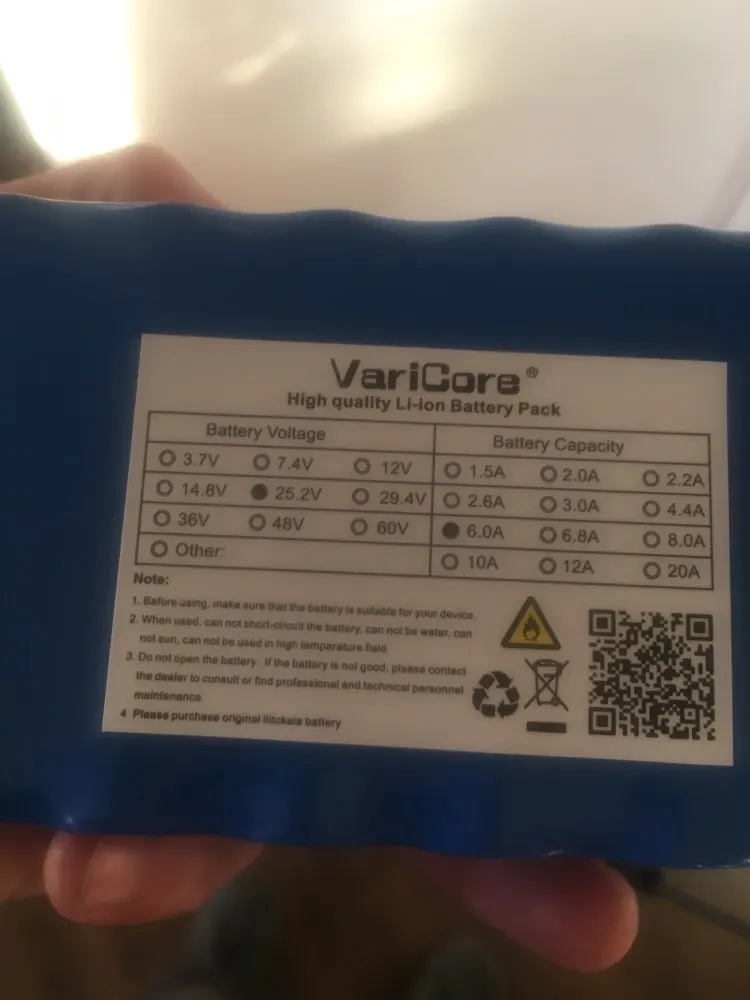 VariCore®
High quality Li-ion Battery Pack
Battery Voltage
Battery Capacity
3.7V 7.4V 12V
1.5A 2.0A 2.2A
14.8V 25.2V 29.4V
2.6A 3.0A 4.4A
36V 48V 60V
6.0A 6.8A 8.0A
Other:
10A 12A 20A
Note:
1. Before using, make sure that the battery is suitable for your device.
2. When used, can not short-circuit the battery, can not be water, can
not sun, can not be used in high temperature field.
3. Do not open the battery. If the battery is not good, please contact
the dealer to consult or find professional and technical personnel
maintenance.
4 Please purchase original liitokala battery